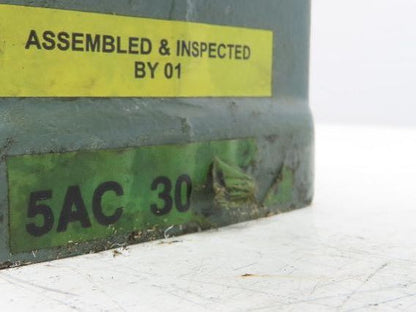 ASSEMBLED & INSPECTED
BY 01
5AC 30